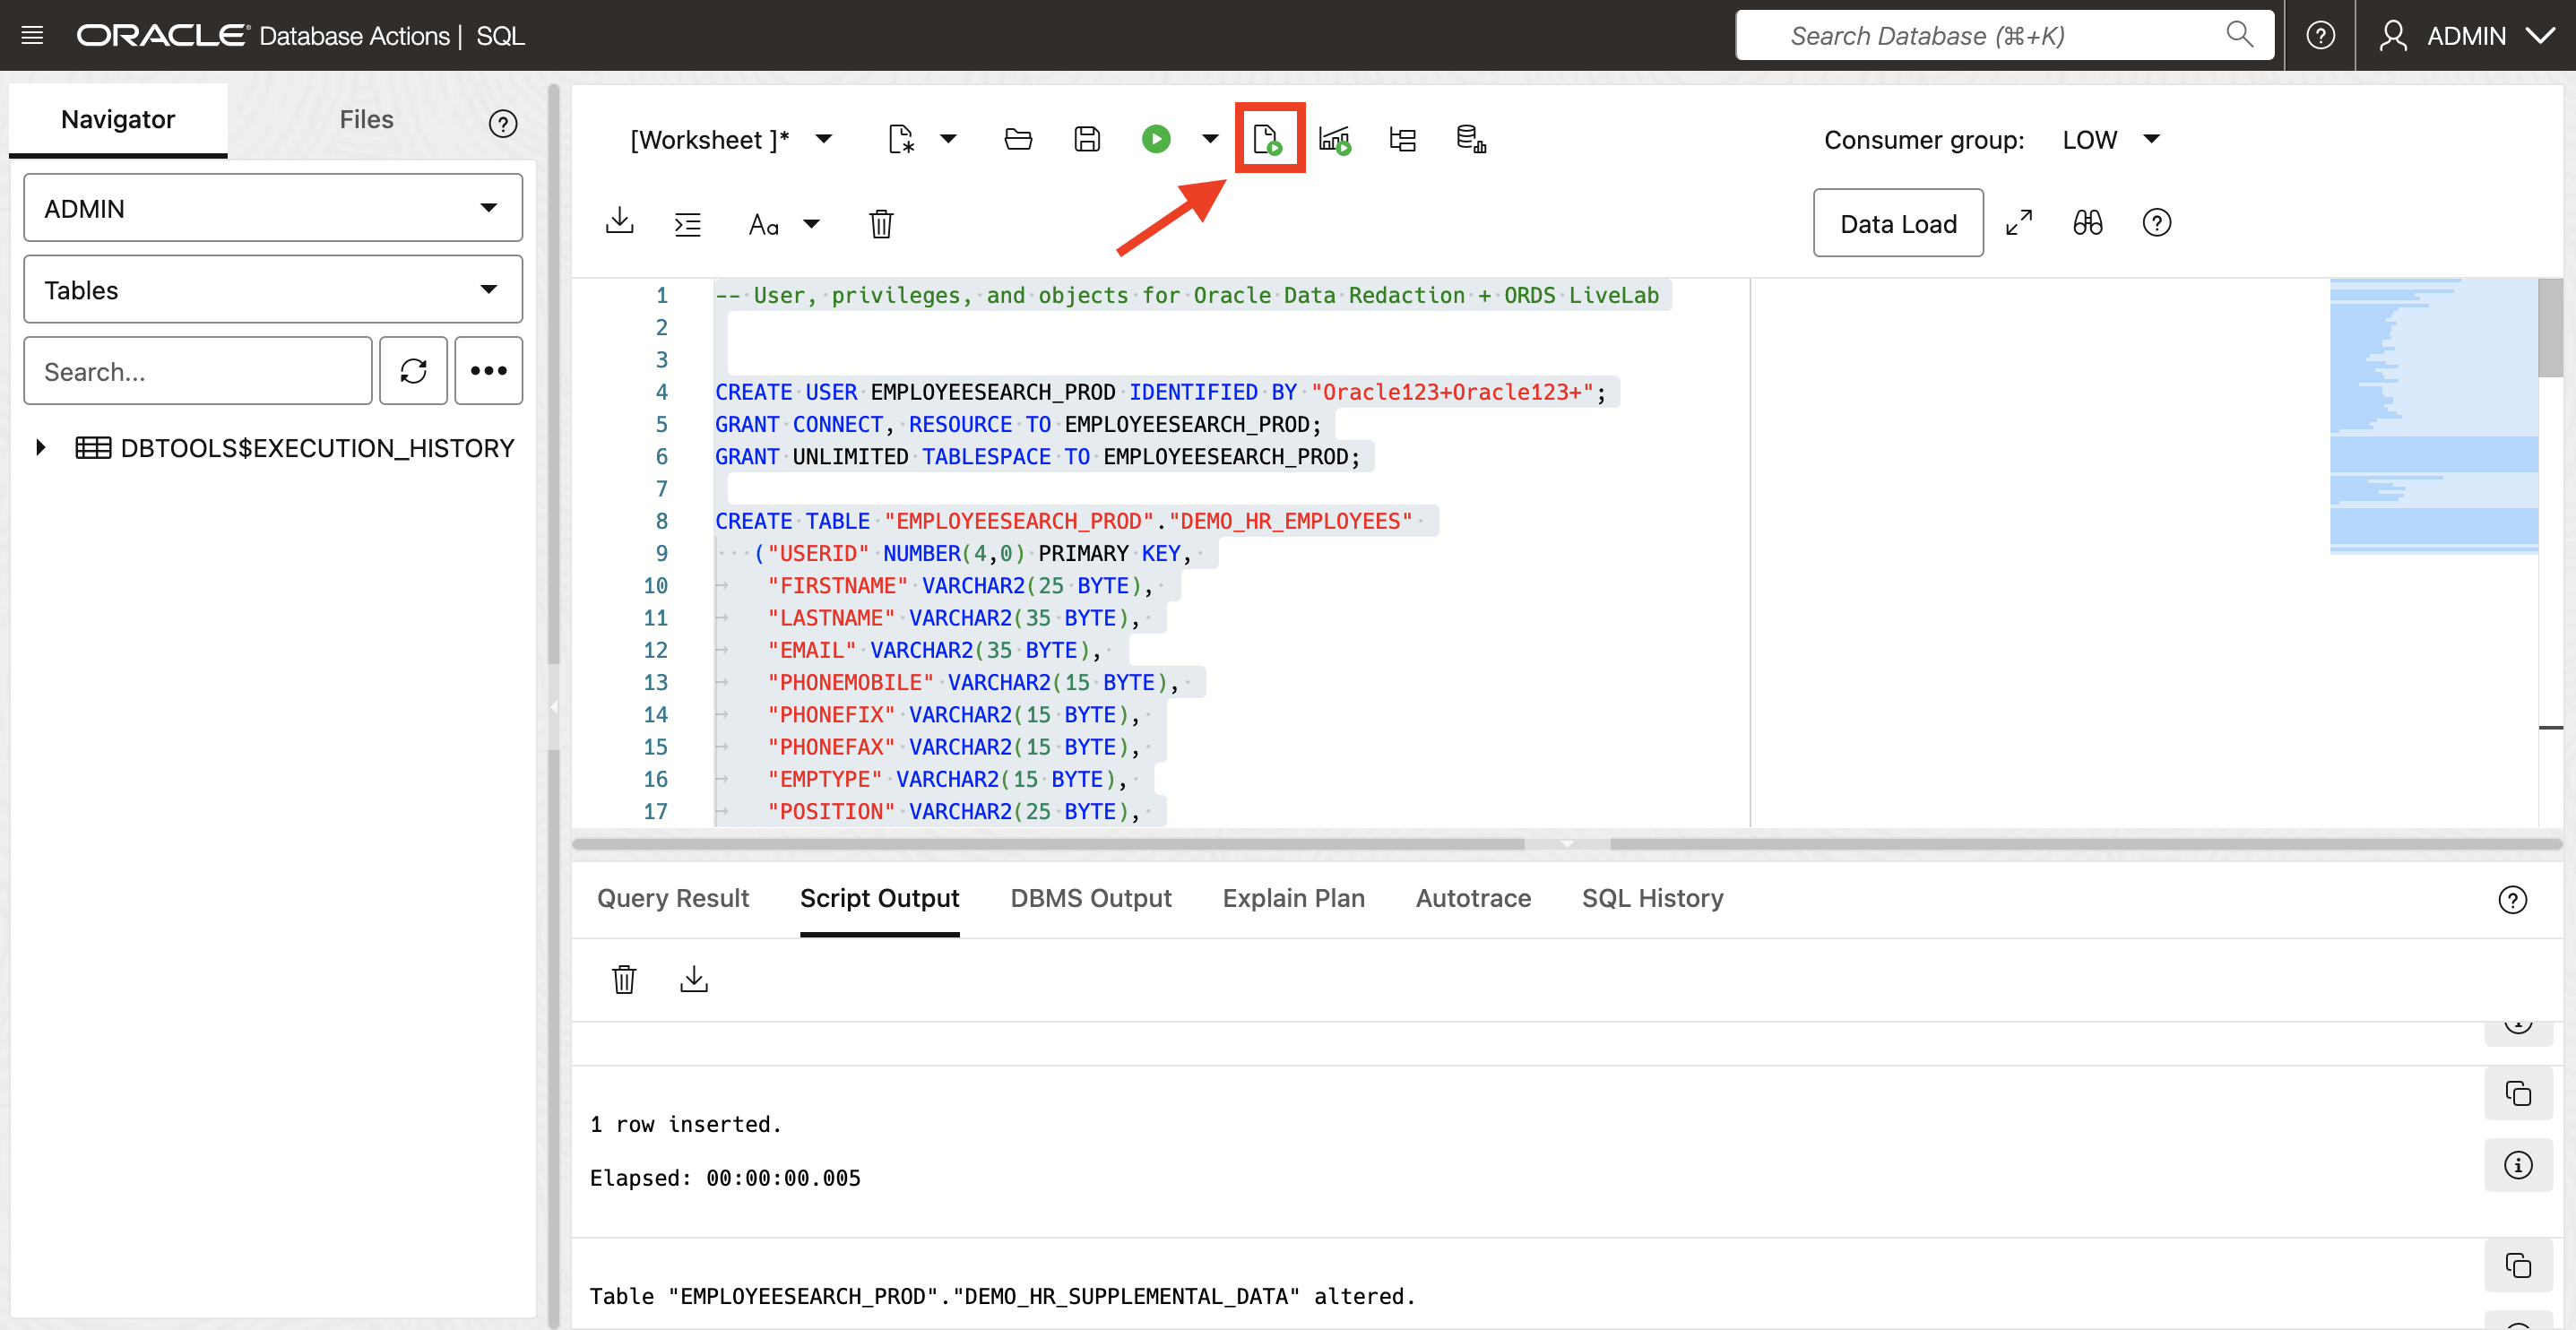 ORACLE® Database Actions | SQL
Search Database (⌘+K)
ADMIN
Navigator
Files
ADMIN
Tables
Search...
DBTOOLS$EXECUTION_HISTORY
[Worksheet ]*
Consumer group: LOW
Aa
Data Load
1 -- User, privileges, and objects for Oracle Data Redaction + ORDS LiveLab
2
3
4 CREATE USER EMPLOYEESEARCH_PROD IDENTIFIED BY "Oracle123+Oracle123+";
5 GRANT CONNECT, RESOURCE TO EMPLOYEESEARCH_PROD;
6 GRANT UNLIMITED TABLESPACE TO EMPLOYEESEARCH_PROD;
7
8 CREATE TABLE "EMPLOYEESEARCH_PROD"."DEMO_HR_EMPLOYEES"
9 ("USERID" NUMBER(4,0) PRIMARY KEY,
10 "FIRSTNAME" VARCHAR2(25 BYTE),
11 "LASTNAME" VARCHAR2(35 BYTE),
12 "EMAIL" VARCHAR2(35 BYTE),
13 "PHONEMOBILE" VARCHAR2(15 BYTE),
14 "PHONEFIX" VARCHAR2(15 BYTE),
15 "PHONEFAX" VARCHAR2(15 BYTE),
16 "EMPTYPE" VARCHAR2(15 BYTE),
17 "POSITION" VARCHAR2(25 BYTE),
Query Result
Script Output
DBMS Output
Explain Plan
Autotrace
SQL History
1 row inserted.
Elapsed: 00:00:00.005
Table "EMPLOYEESEARCH_PROD"."DEMO_HR_SUPPLEMENTAL_DATA" altered.